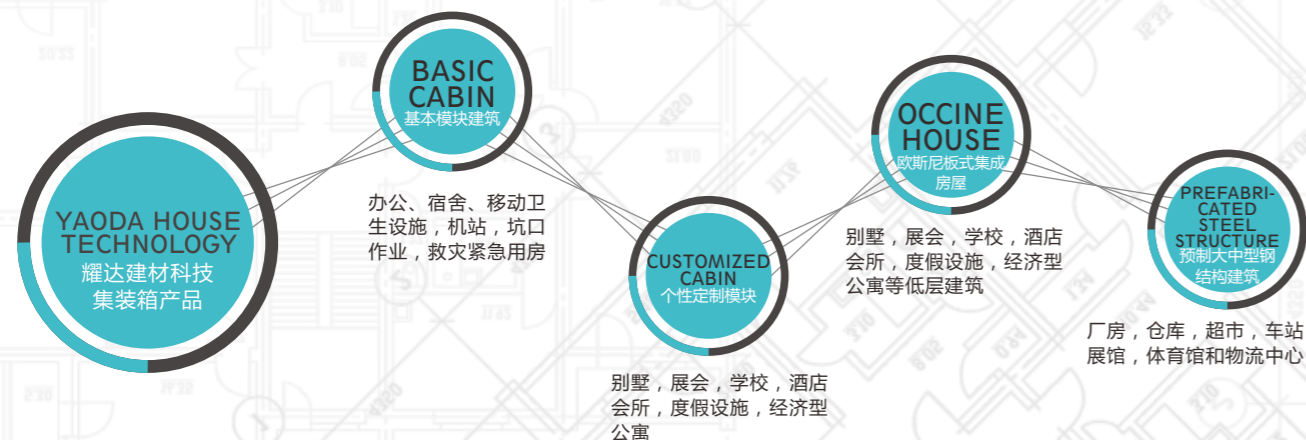 YAODA HOUSE
TECHNOLOGY
耀达建材科技
集装箱产品
BASIC
CABIN
基本模块建筑
办公、宿舍、移动卫
生设施，机站，坑口
作业，救灾紧急用房
CUSTOMIZED
CABIN
个性定制模块
别墅，展会，学校，酒店
会所，度假设施，经济型
公寓
OCCINE
HOUSE
欧斯尼板式集成
房屋
别墅，展会，学校，酒店
会所，度假设施，经济型
公寓等低层建筑
PREFABRI-
CATED
STEEL
STRUCTURE
预制大中型钢
结构建筑
厂房，仓库，超市，车站
展馆，体育馆和物流中心